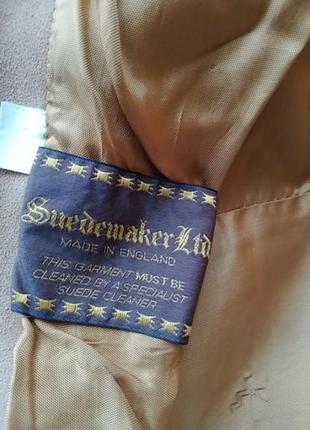 Suedemaker Ltd
MADE IN ENGLAND
THIS GARMENT MUST BE
CLEANED BY A SPECIALIST
SUEDE CLEANER